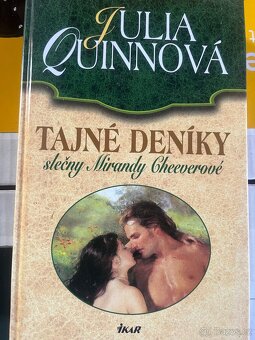 JULIA
QUINNOVÁ
TAJNÉ DENÍKY
slečny Mirandy Cheeverové
IKAR